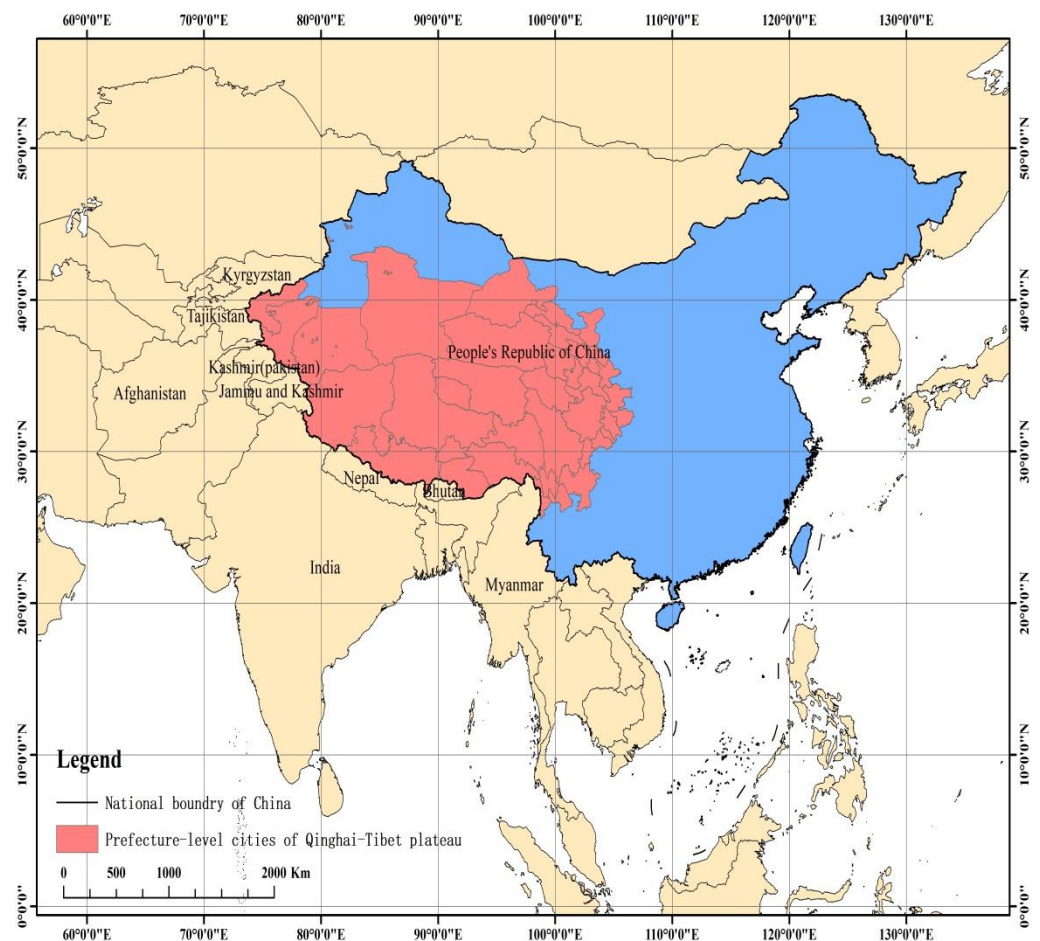 60°0'0"E 70°0'0"E 80°0'0"E 90°0'0"E 100°0'0"E 110°0'0"E 120°0'0"E 130°0'0"E
50°0'0"N 50°0'0"N
Kyrgyzstan
40°0'0"N 40°0'0"N
Tajikistan
People's Republic of China
Kashmir(pakistan)
Afghanistan Jammu and Kashmir
30°0'0"N 30°0'0"N
Nepal
Bhutan
India
Myanmar
20°0'0"N 20°0'0"N
10°0'0"N 10°0'0"N
Legend
National boundry of China
Prefecture-level cities of Qinghai-Tibet plateau
0 500 1000 2000 Km
0°0'0" 0°0'0"
60°0'0"E 70°0'0"E 80°0'0"E 90°0'0"E 100°0'0"E 110°0'0"E 120°0'0"E 130°0'0"E